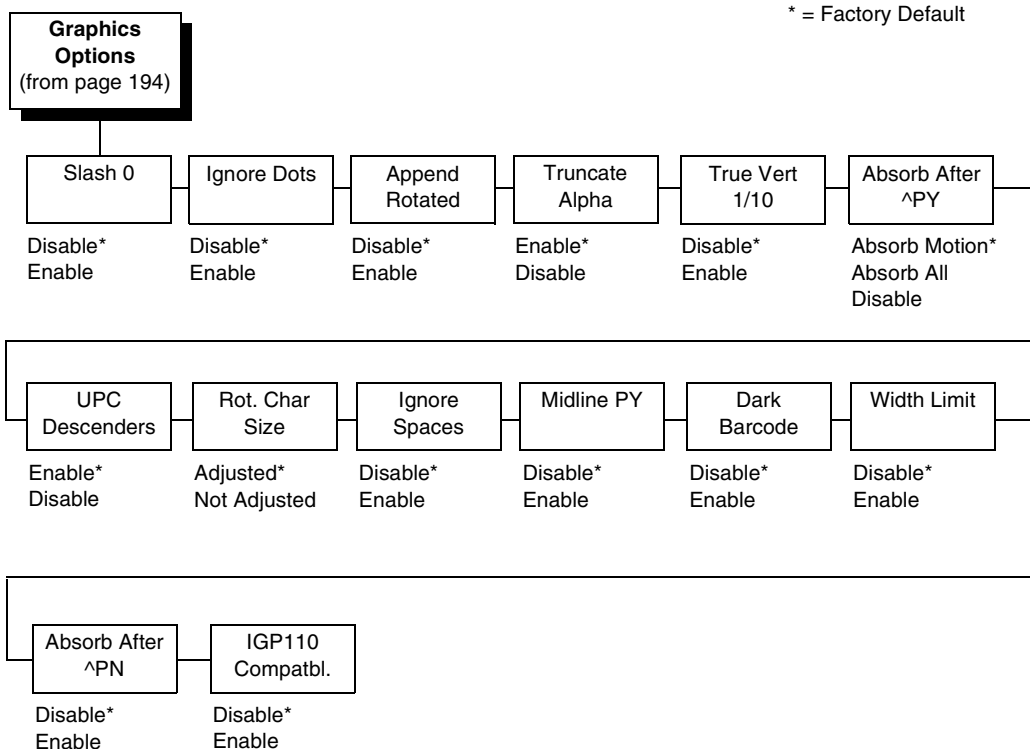 * = Factory Default
Graphics
Options
(from page 194)
Slash 0
Ignore Dots
Append
Rotated
Truncate
Alpha
True Vert
1/10
Absorb After
^PY
Disable*
Enable
Disable*
Enable
Disable*
Enable
Enable*
Disable
Disable*
Enable
Absorb Motion*
Absorb All
Disable
UPC
Descenders
Rot. Char
Size
Ignore
Spaces
Midline PY
Dark
Barcode
Width Limit
Enable*
Disable
Adjusted*
Not Adjusted
Disable*
Enable
Disable*
Enable
Disable*
Enable
Disable*
Enable
Absorb After
^PN
IGP110
Compatbl.
Disable*
Enable
Disable*
Enable